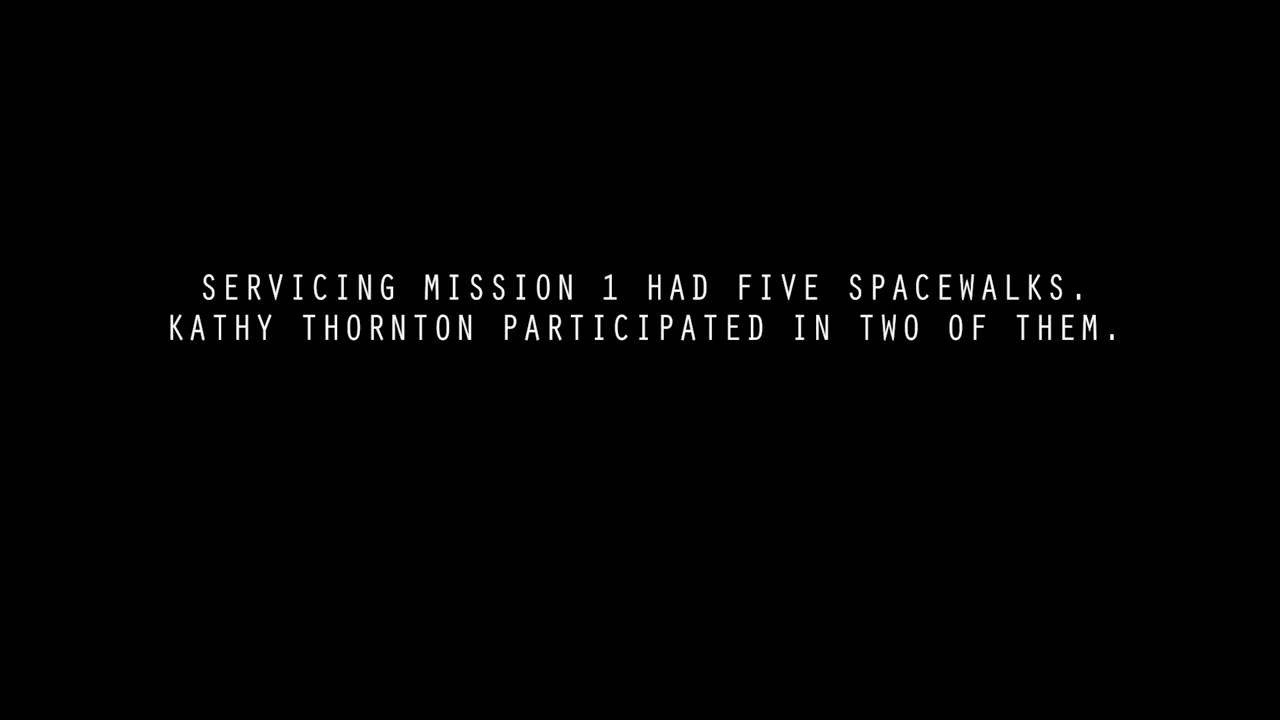 SERVICING MISSION 1 HAD FIVE SPACEWALKS.
KATHY THORNTON PARTICIPATED IN TWO OF THEM.